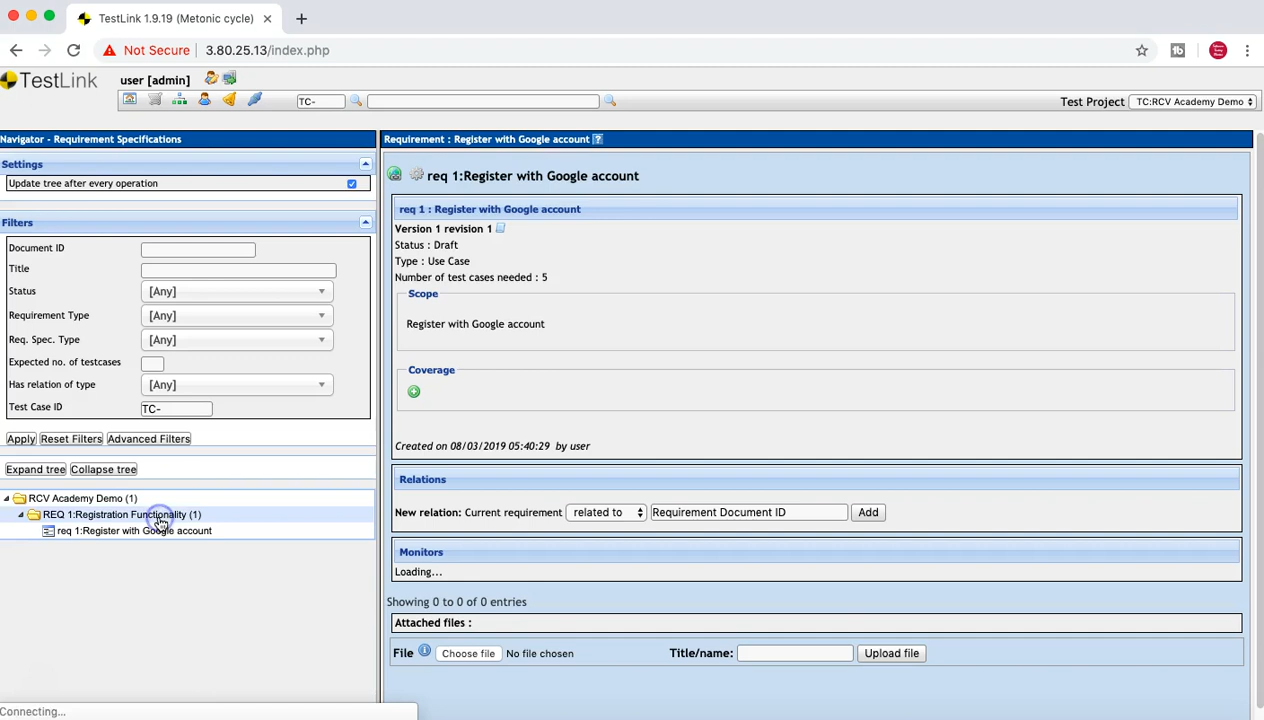 TestLink 1.9.19 (Metonic cycle)
Not Secure 3.80.25.13/index.php
TestLink user [admin]
TC-
Test Project TC:RCV Academy Demo
Navigator - Requirement Specifications
Settings
Update tree after every operation
Filters
Document ID
Title
Status [Any]
Requirement Type [Any]
Req. Spec. Type [Any]
Expected no. of testcases
Has relation of type [Any]
Test Case ID TC-
Apply Reset Filters Advanced Filters
Expand tree Collapse tree
RCV Academy Demo (1)
REQ 1:Registration Functionality (1)
req 1:Register with Google account
Connecting...
Requirement : Register with Google account ?
req 1:Register with Google account
req 1 : Register with Google account
Version 1 revision 1
Status : Draft
Type : Use Case
Number of test cases needed : 5
Scope
Register with Google account
Coverage
Created on 08/03/2019 05:40:29 by user
Relations
New relation: Current requirement related to Requirement Document ID Add
Monitors
Loading...
Showing 0 to 0 of 0 entries
Attached files :
File Choose file No file chosen Title/name: Upload file